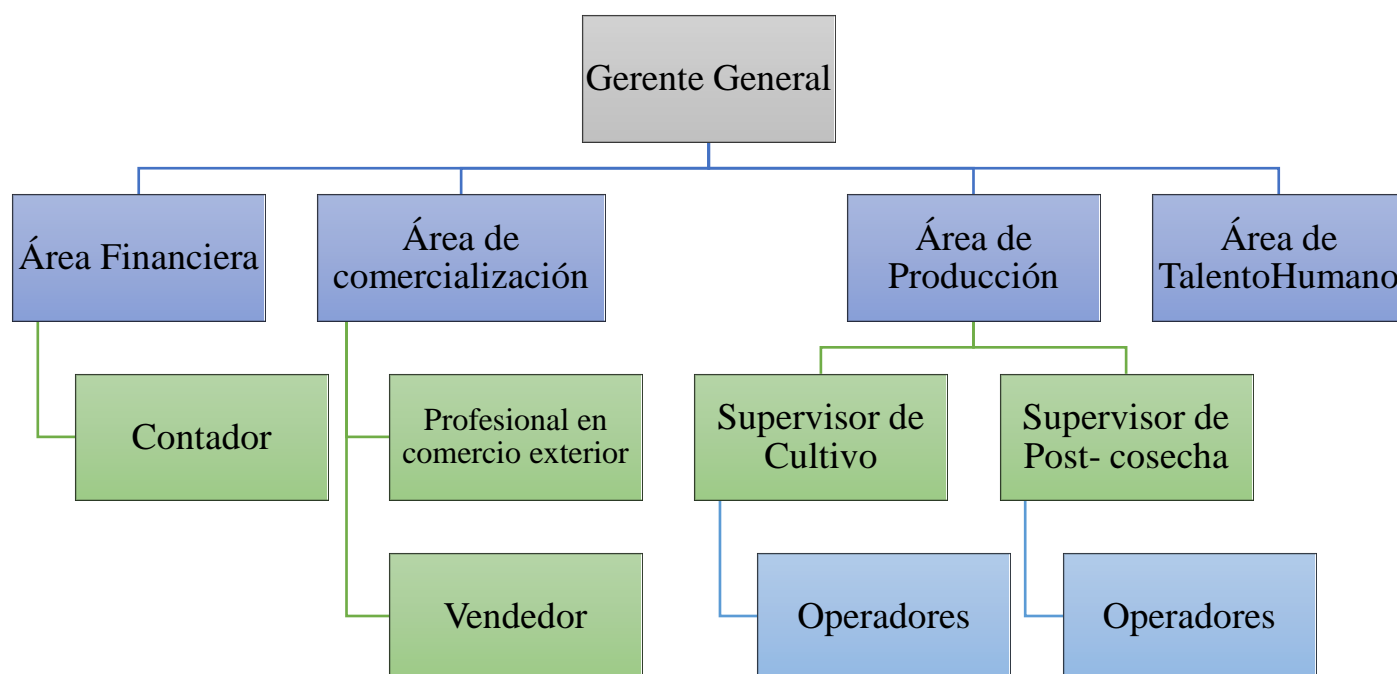 Gerente General
Área Financiera
Área de
comercialización
Área de
Producción
Área de
TalentoHumano
Contador
Profesional en
comercio exterior
Supervisor de
Cultivo
Supervisor de
Post- cosecha
Vendedor
Operadores
Operadores